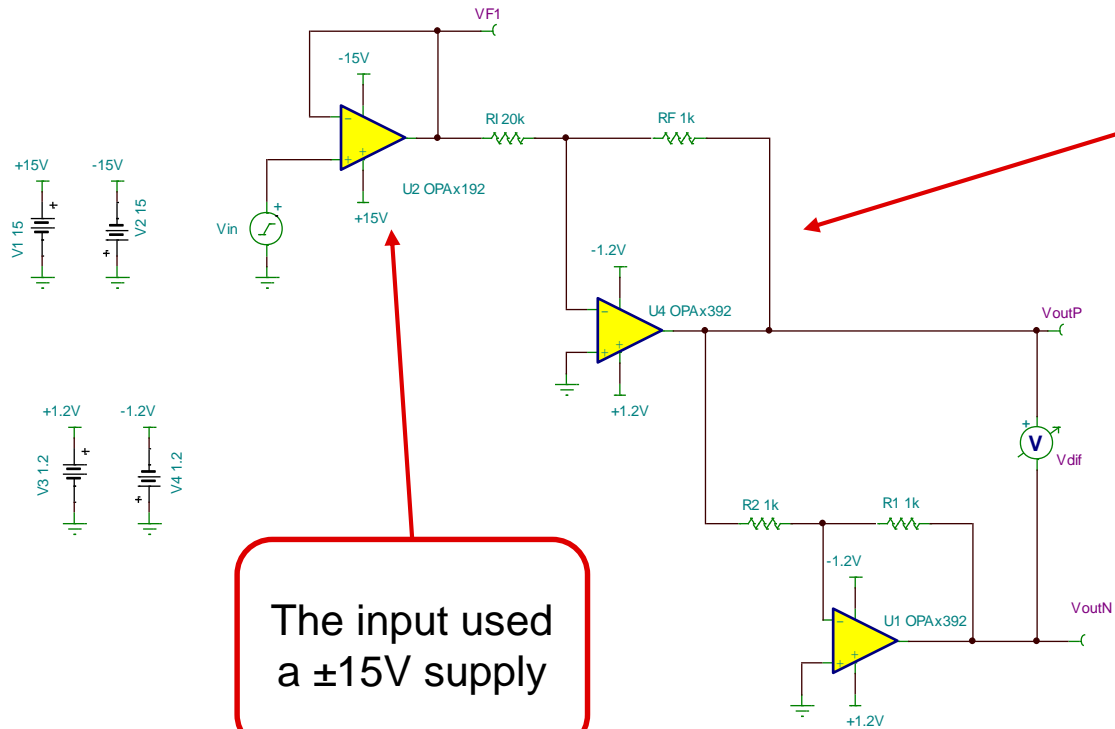 VF1
-15V
+
U2 OPAx192
+15V
RI 20k
RF 1k
Vin
+
+15V
-15V
V1 15
+
V2 15
+
-1.2V
U4 OPAx392
+1.2V
VoutP
+1.2V
-1.2V
V3 1.2
+
V4 1.2
+
+
V
Vdif
R2 1k
R1 1k
-1.2V
U1 OPAx392
+1.2V
VoutN
The input used
a ±15V supply